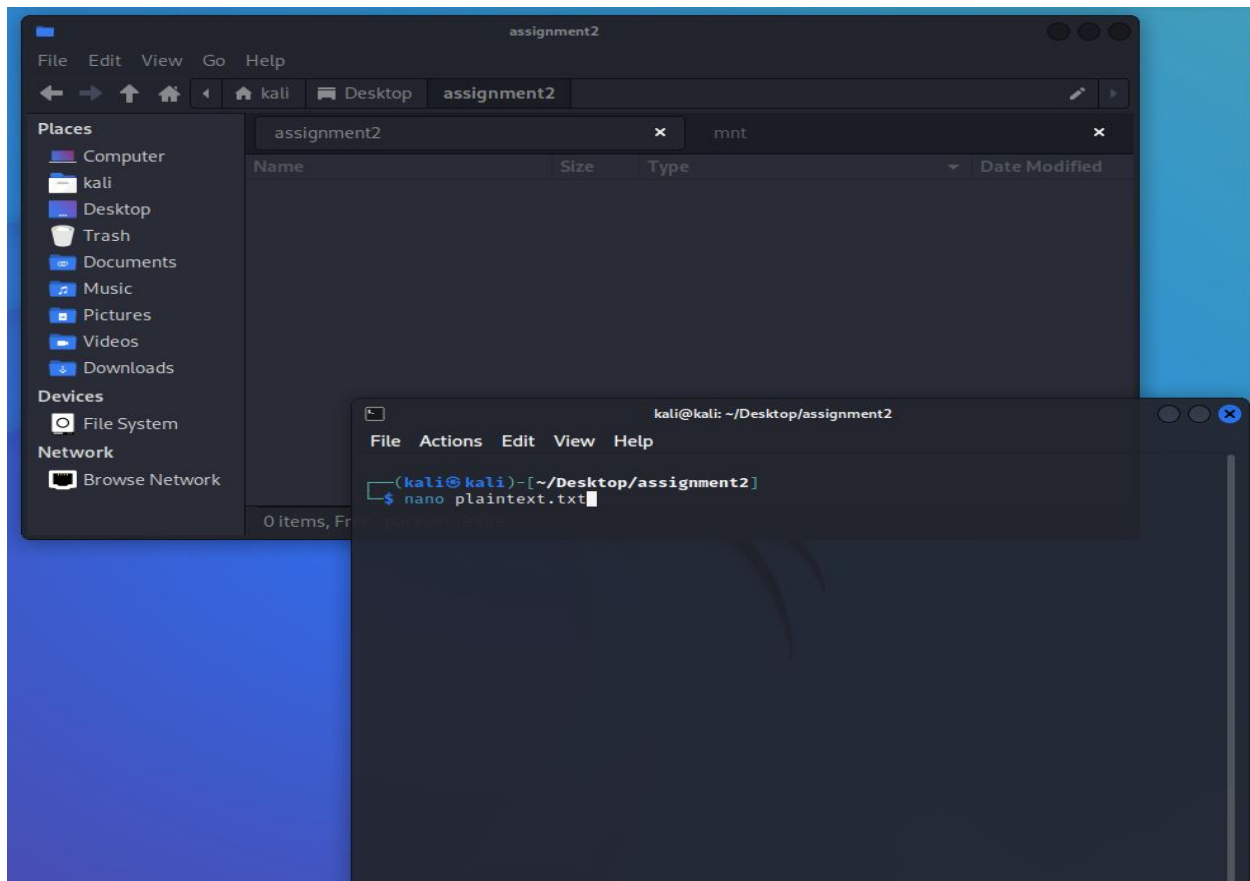 assignment2
File Edit View Go Help
kali Desktop assignment2
Places
Computer
kali
Desktop
Trash
Documents
Music
Pictures
Videos
Downloads
Devices
File System
Network
Browse Network
assignment2 mnt
Name Size Type Date Modified
0 items, Fr
kali@kali: ~/Desktop/assignment2
File Actions Edit View Help
(kali㉿kali)-[~/Desktop/assignment2]
$ nano plaintext.txt